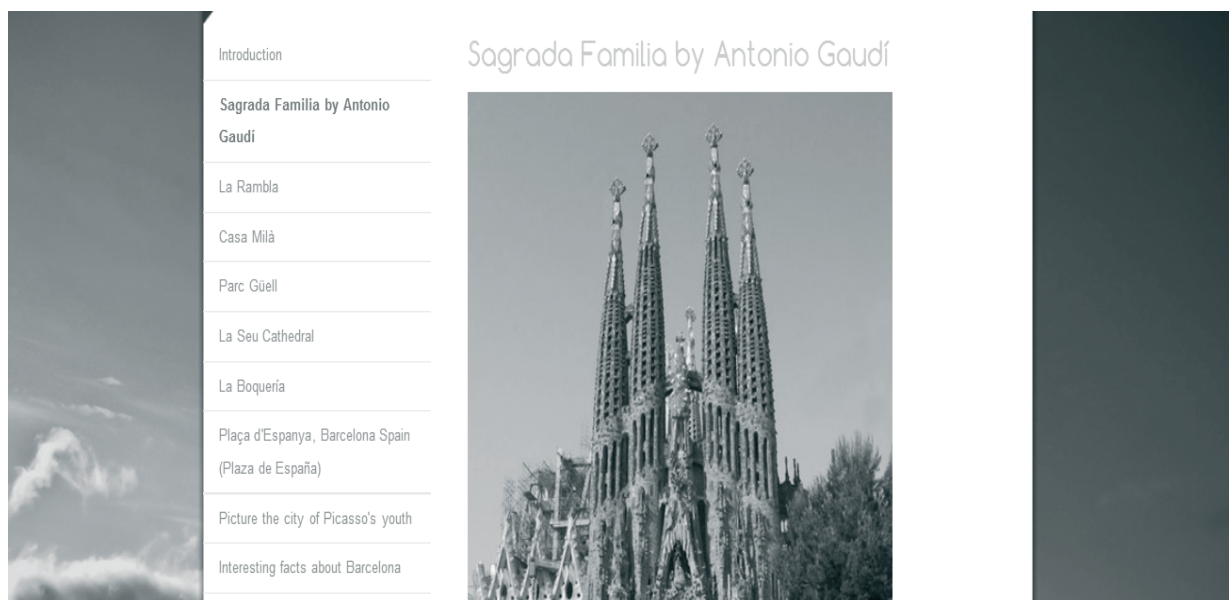 Introduction
Sagrada Familia by Antonio
Gaudí
La Rambla
Casa Milà
Parc Güell
La Seu Cathedral
La Boquería
Plaça d'Espanya, Barcelona Spain
(Plaza de España)
Picture the city of Picasso's youth
Interesting facts about Barcelona
Sagrada Familia by Antonio Gaudí